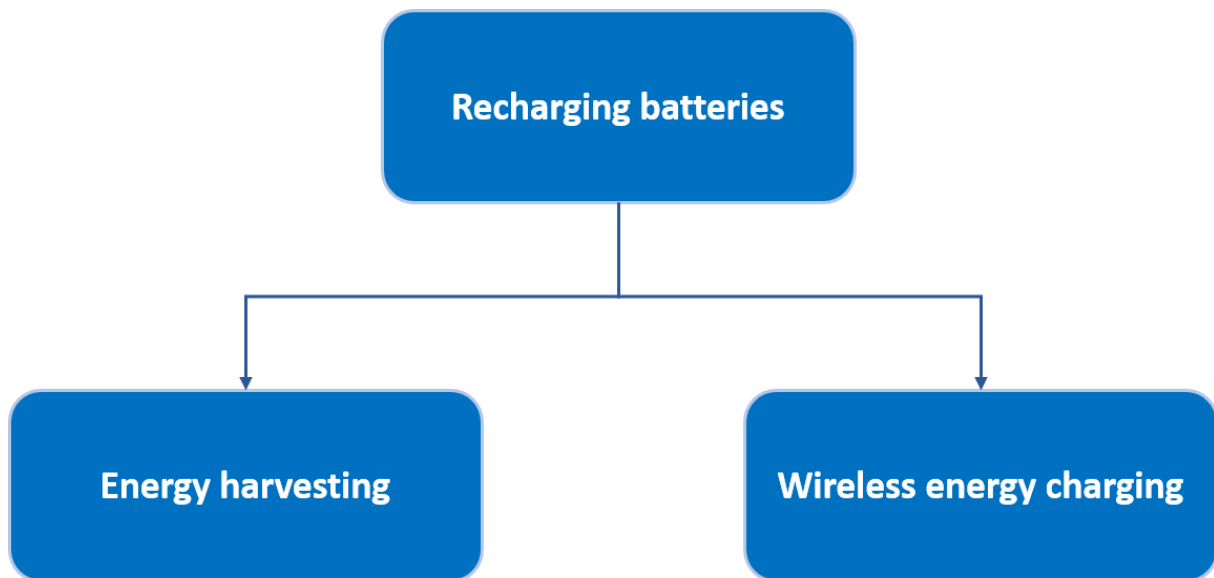 Recharging batteries
Energy harvesting
Wireless energy charging